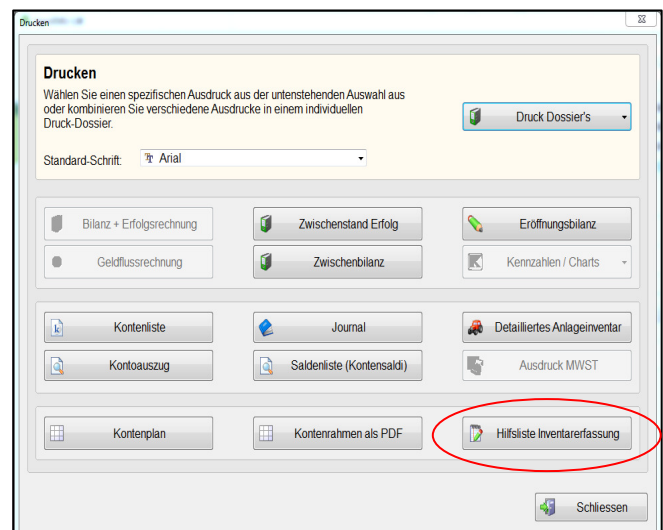 Drucken
Drucken
Wählen Sie einen spezifischen Ausdruck aus der untenstehenden Auswahl aus
oder kombinieren Sie verschiedene Ausdrucke in einem individuellen
Druck-Dossier.
Druck Dossier's
Standard-Schrift: Arial
Bilanz + Erfolgsrechnung Zwischenstand Erfolg Eröffnungsbilanz
Geldflussrechnung Zwischenbilanz Kennzahlen / Charts
Kontenliste Journal Detailliertes Anlageinventar
Kontoauszug Saldenliste (Kontensaldi) Ausdruck MWST
Kontenplan Kontenrahmen als PDF Hilfsliste Inventarerfassung
Schliessen